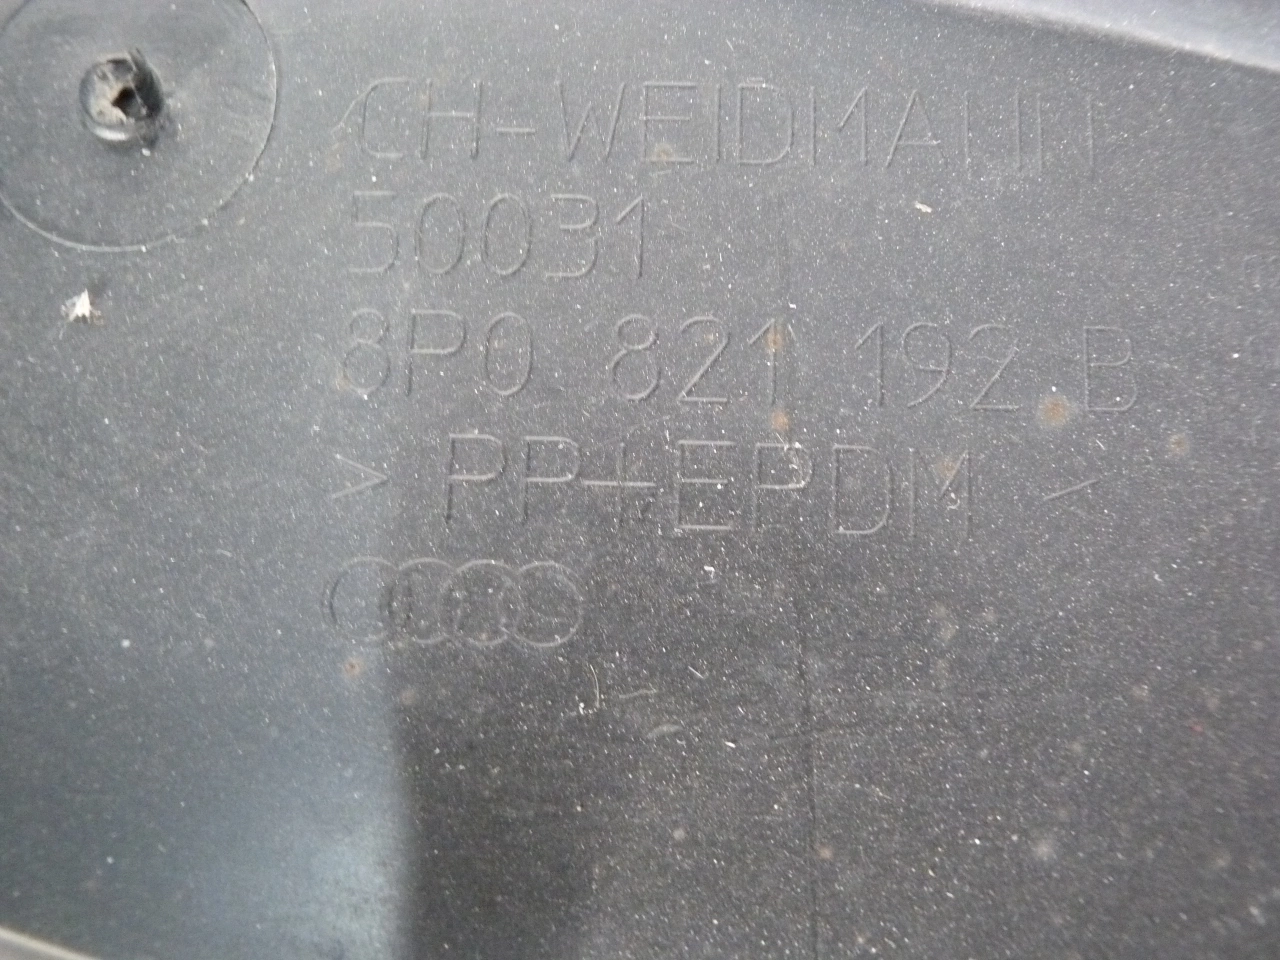 CH-WEIDMANN
50031
8P0 821 192 B
> PP+EPDM <